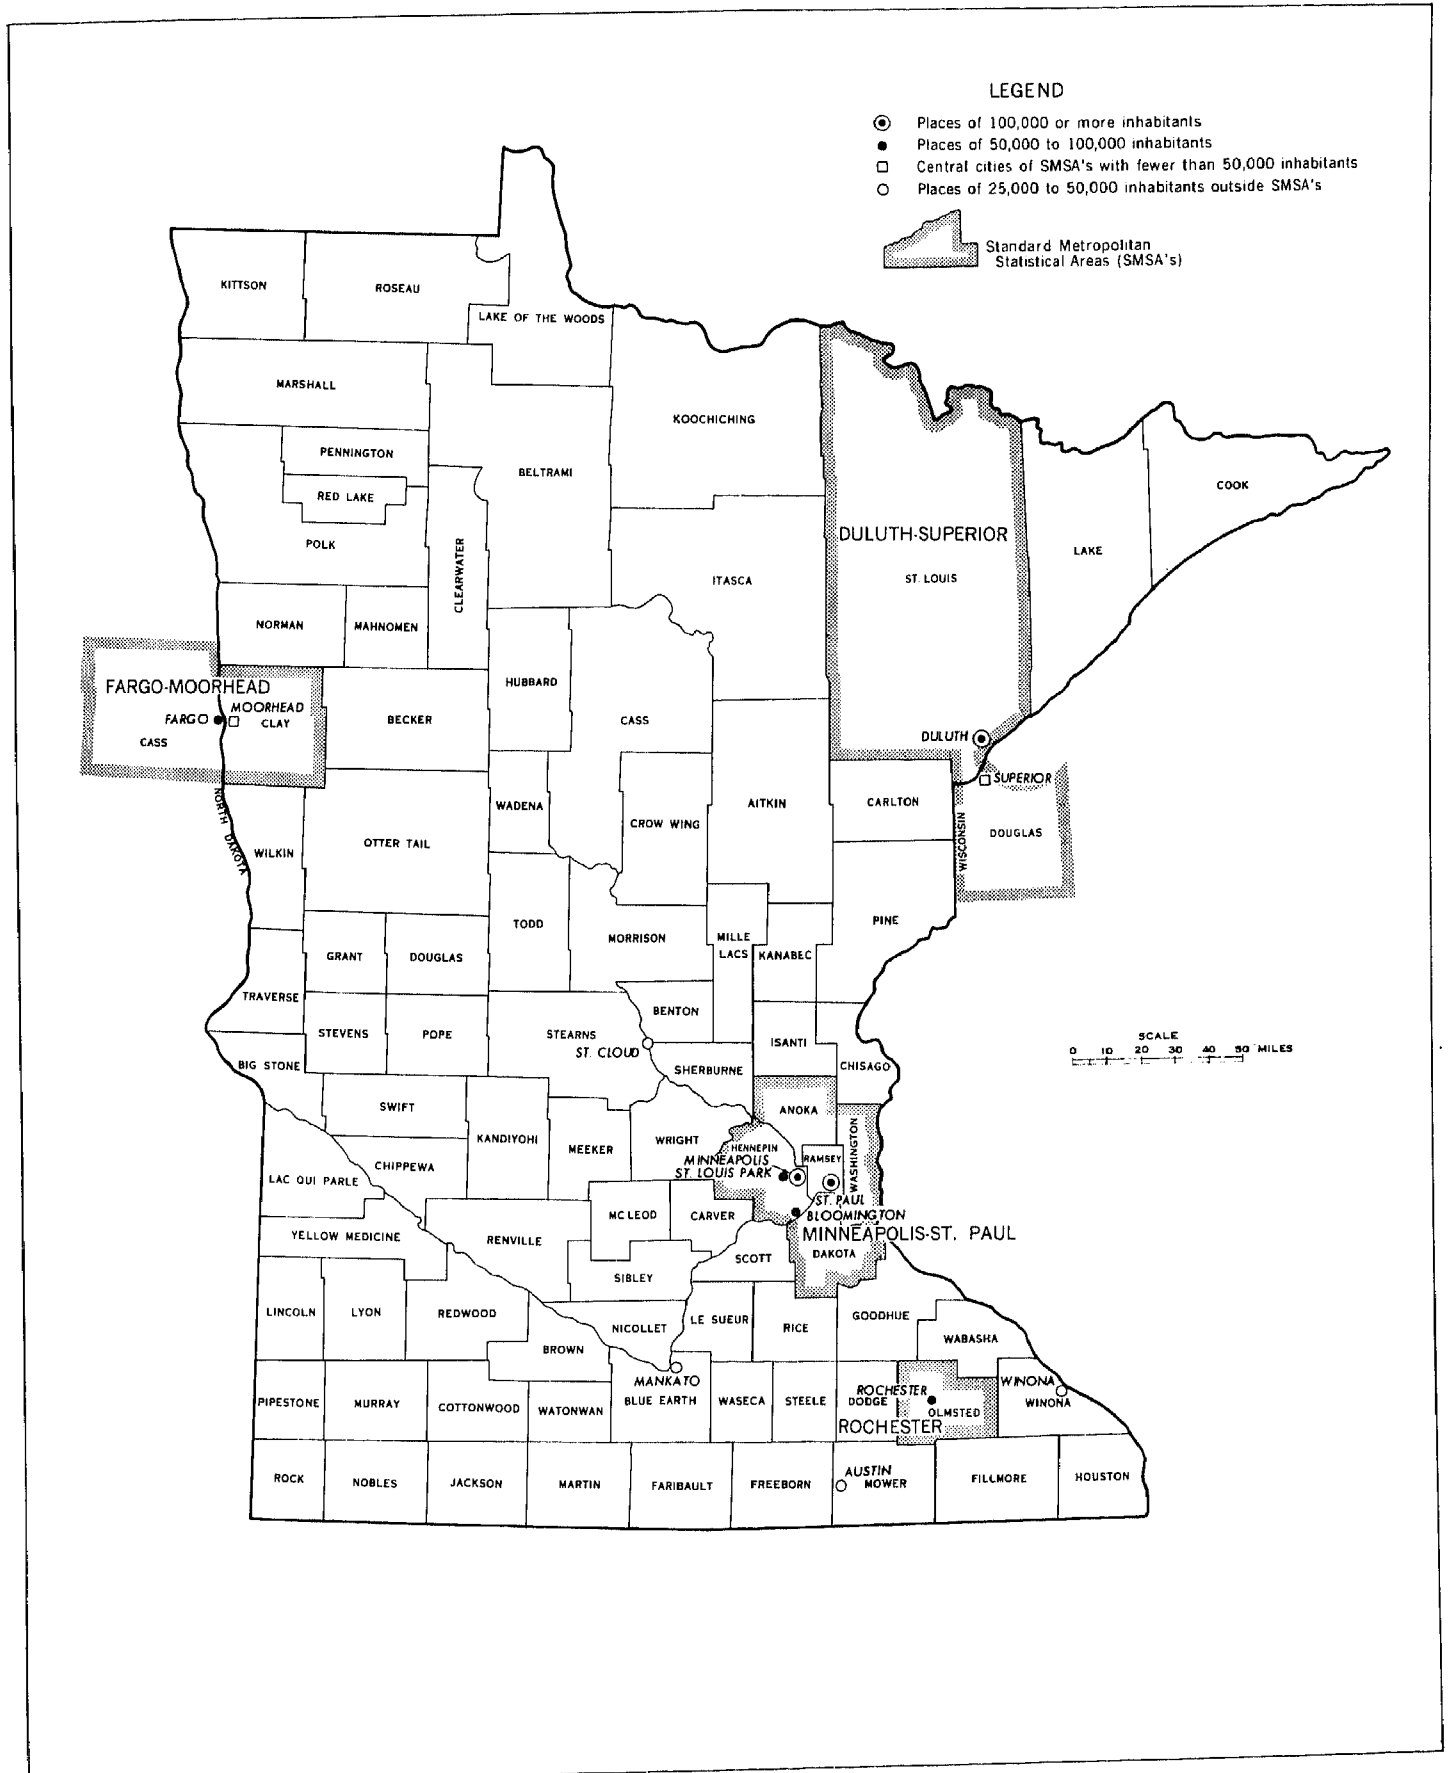 LEGEND
Places of 100,000 or more inhabitants
Places of 50,000 to 100,000 inhabitants
Central cities of SMSA's with fewer than 50,000 inhabitants
Places of 25,000 to 50,000 inhabitants outside SMSA's
Standard Metropolitan
Statistical Areas (SMSA's)
KITTSON
ROSEAU
LAKE OF THE WOODS
MARSHALL
KOOCHICHING
PENNINGTON
BELTRAMI
RED LAKE
COOK
POLK
DULUTH-SUPERIOR
LAKE
CLEARWATER
ITASCA
ST. LOUIS
NORMAN
MAHNOMEN
HUBBARD
FARGO-MOORHEAD
MOORHEAD
FARGO
CLAY
BECKER
CASS
CASS
DULUTH
SUPERIOR
NORTH DAKOTA
WADENA
AITKIN
CARLTON
CROW WING
WISCONSIN
DOUGLAS
OTTER TAIL
WILKIN
TODD
MORRISON
MILLE
LACS
KANABEC
PINE
GRANT
DOUGLAS
TRAVERSE
BENTON
STEVENS
POPE
STEARNS
ST. CLOUD
ISANTI
SCALE
0 10 20 30 40 50 MILES
BIG STONE
SHERBURNE
CHISAGO
SWIFT
ANOKA
KANDIYOHI
MEEKER
WRIGHT
HENNEPIN
WASHINGTON
RAMSEY
MINNEAPOLIS
ST. LOUIS PARK
CHIPPEWA
LAC QUI PARLE
ST. PAUL
BLOOMINGTON
MC LEOD
CARVER
MINNEAPOLIS-ST. PAUL
YELLOW MEDICINE
RENVILLE
SCOTT
DAKOTA
SIBLEY
LINCOLN
LYON
REDWOOD
NICOLLET
LE SUEUR
RICE
GOODHUE
WABASHA
BROWN
MANKATO
WINONA
ROCHESTER
PIPESTONE
MURRAY
COTTONWOOD
WATONWAN
BLUE EARTH
WASECA
STEELE
DODGE
OLMSTED
WINONA
ROCHESTER
ROCK
NOBLES
JACKSON
MARTIN
FARIBAULT
FREEBORN
AUSTIN
MOWER
FILLMORE
HOUSTON